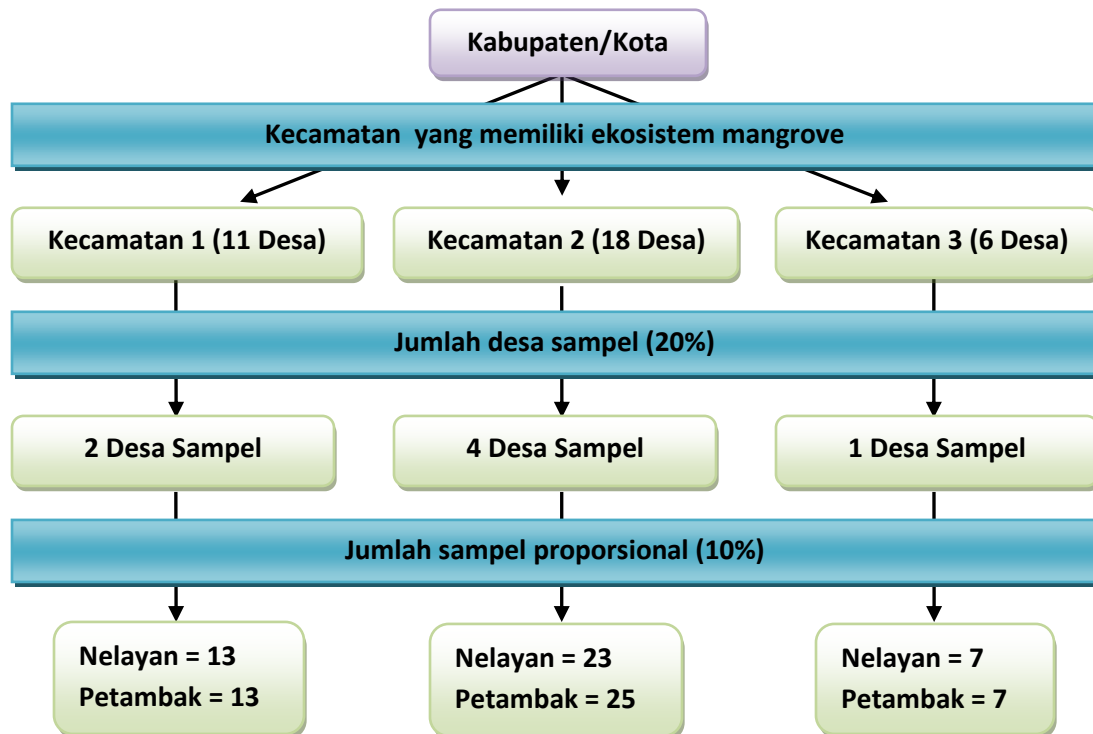 Kabupaten/Kota
Kecamatan yang memiliki ekosistem mangrove
Kecamatan 1 (11 Desa)
Kecamatan 2 (18 Desa)
Kecamatan 3 (6 Desa)
Jumlah desa sampel (20%)
2 Desa Sampel
4 Desa Sampel
1 Desa Sampel
Jumlah sampel proporsional (10%)
Nelayan = 13
Petambak = 13
Nelayan = 23
Petambak = 25
Nelayan = 7
Petambak = 7